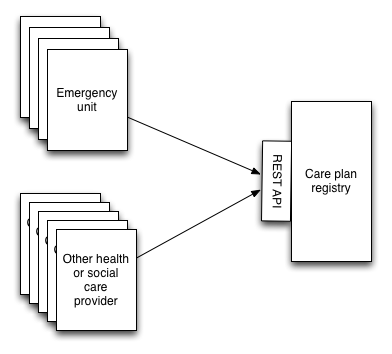 Emergency
unit
REST API
Care plan
registry
Other health
or social
care
provider